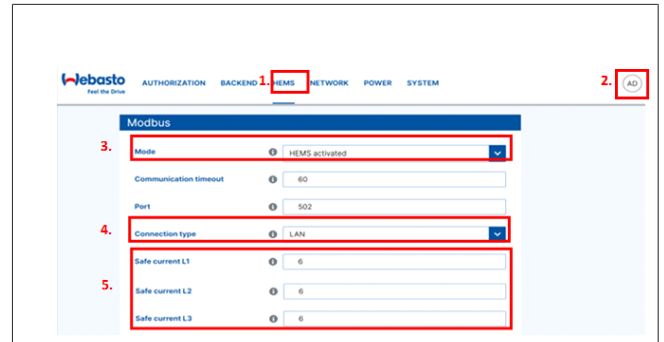 Webasto
Feel the Drive
AUTHORIZATION BACKEND 1. HEMS NETWORK POWER SYSTEM 2. AD
Modbus
3. Mode HEMS activated
Communication timeout 60
Port 502
4. Connection type LAN
Safe current L1 6
5. Safe current L2 6
Safe current L3 6